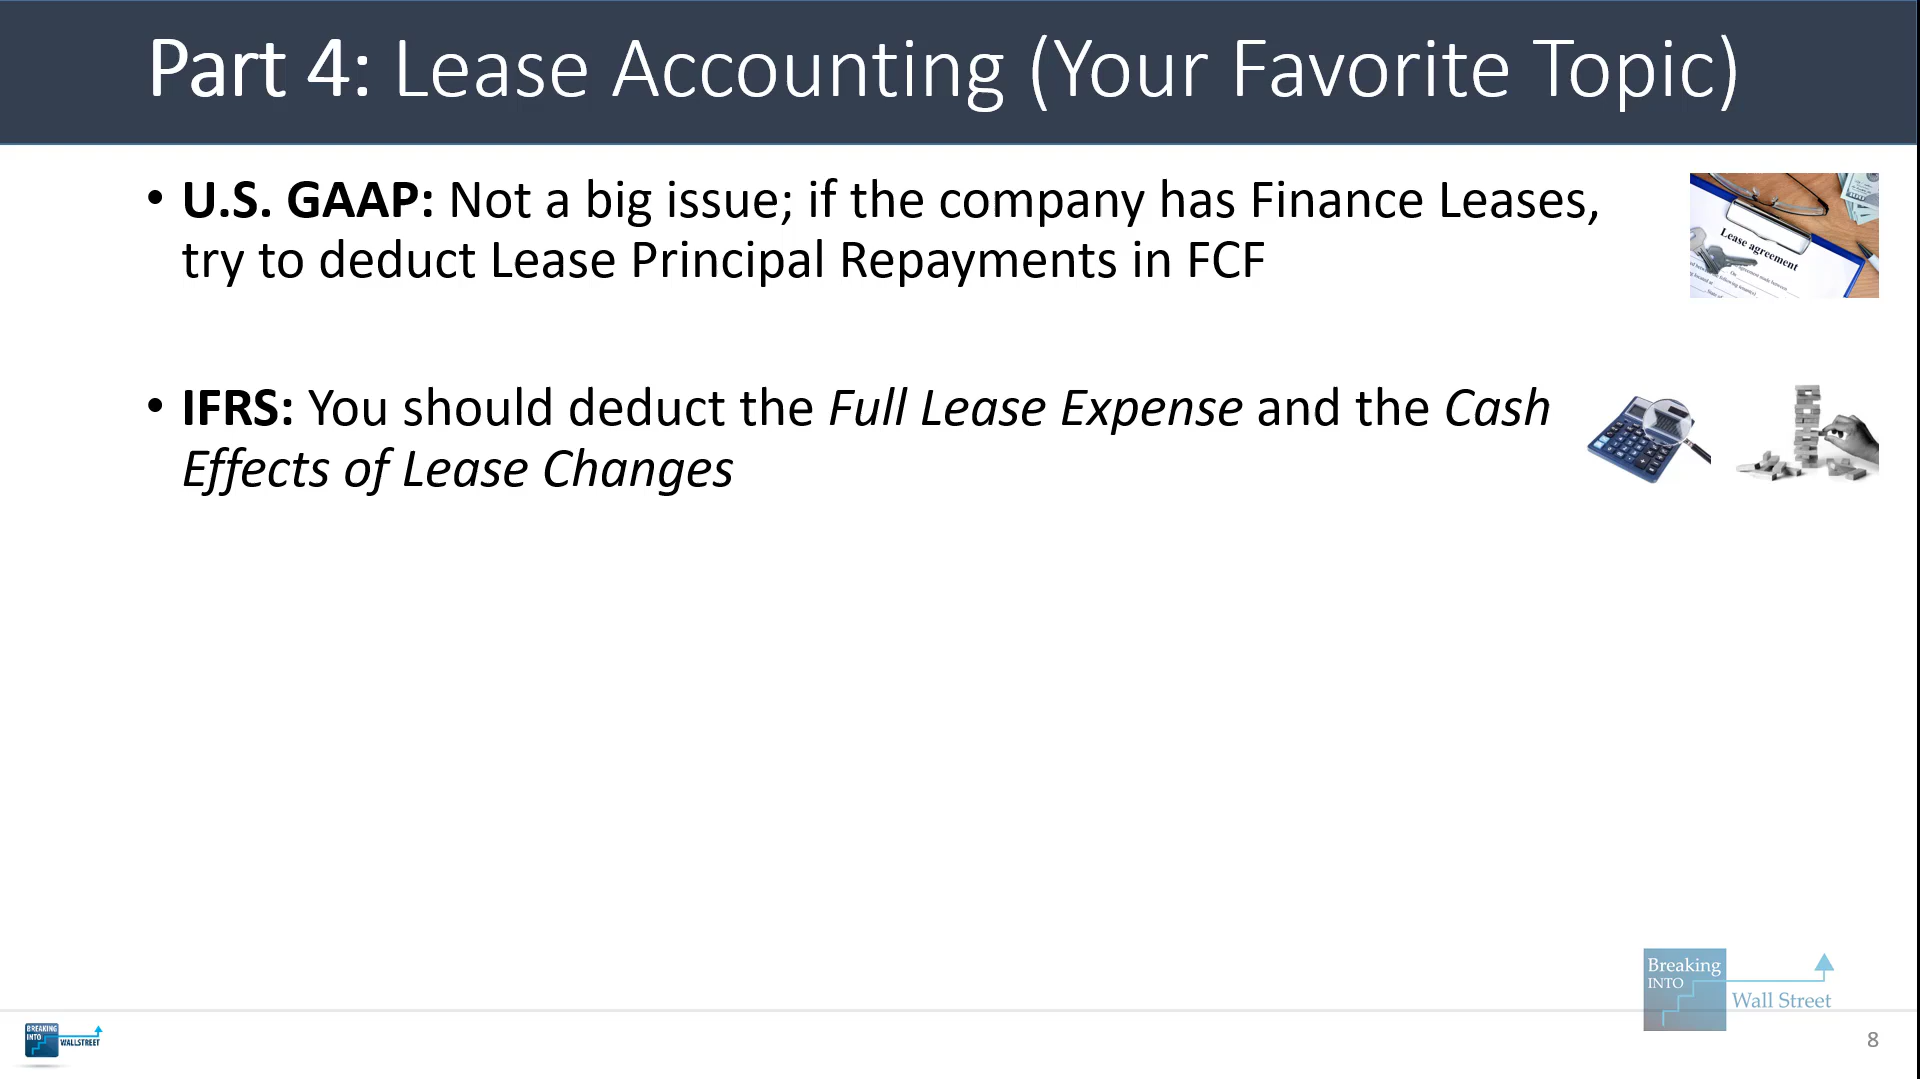 Part 4: Lease Accounting (Your Favorite Topic)
• U.S. GAAP: Not a big issue; if the company has Finance Leases,
try to deduct Lease Principal Repayments in FCF
Lease agreement
• IFRS: You should deduct the Full Lease Expense and the Cash
Effects of Lease Changes
Breaking
INTO
Wall Street
BREAKING
INTO
WALLSTREET
8